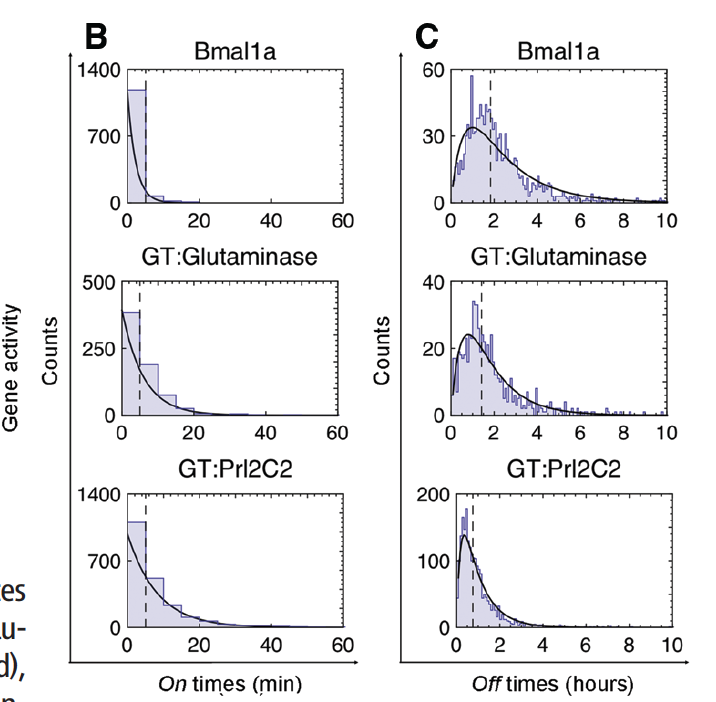 B
Bmal1a
1400
700
0
0 20 40 60
GT:Glutaminase
500
250
0
0 20 40 60
GT:Prl2C2
1400
700
0
0 20 40 60
Counts
Gene activity
On times (min)
C
Bmal1a
60
30
0
0 2 4 6 8 10
GT:Glutaminase
40
20
0
0 2 4 6 8 10
GT:Prl2C2
200
100
0
0 2 4 6 8 10
Counts
Off times (hours)
d),